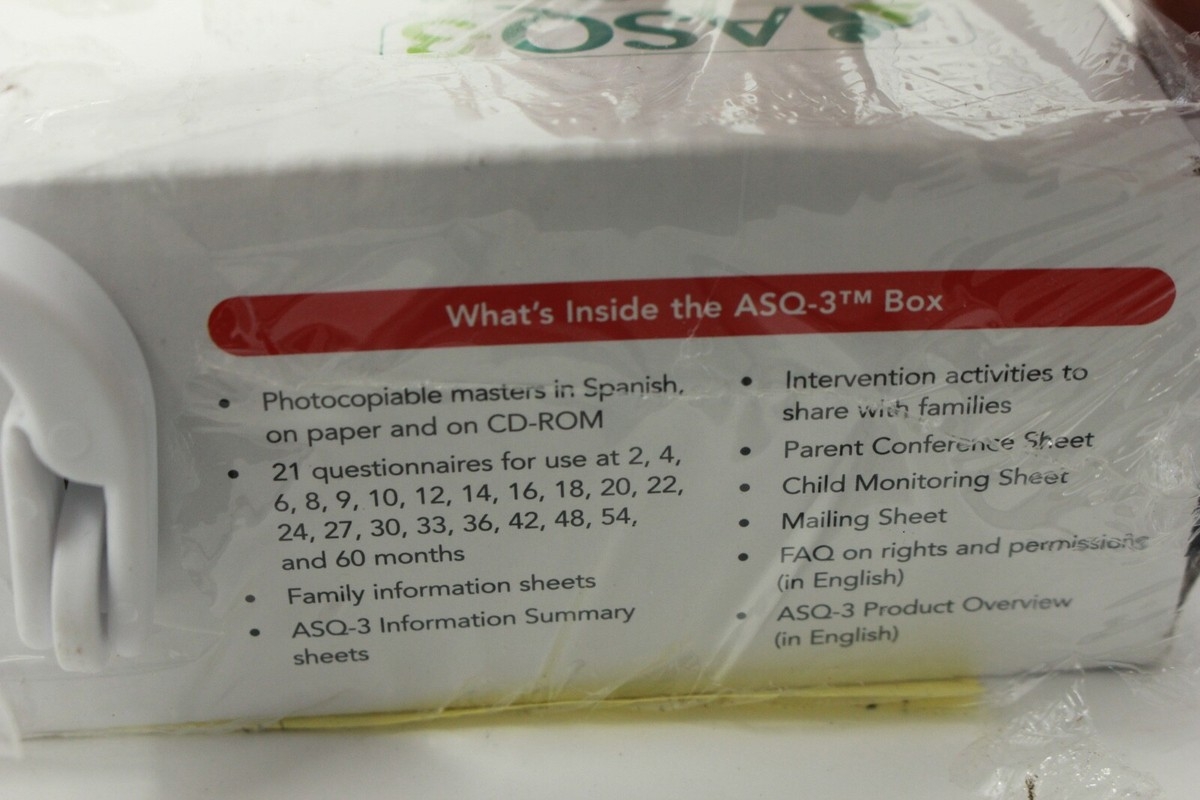 ASQ-3
What's Inside the ASQ-3™ Box
• Photocopiable masters in Spanish,
on paper and on CD-ROM
• 21 questionnaires for use at 2, 4,
6, 8, 9, 10, 12, 14, 16, 18, 20, 22,
24, 27, 30, 33, 36, 42, 48, 54,
and 60 months
• Family information sheets
• ASQ-3 Information Summary
sheets
• Intervention activities to
share with families
• Parent Conference Sheet
• Child Monitoring Sheet
• Mailing Sheet
• FAQ on rights and permissions
(in English)
• ASQ-3 Product Overview
(in English)